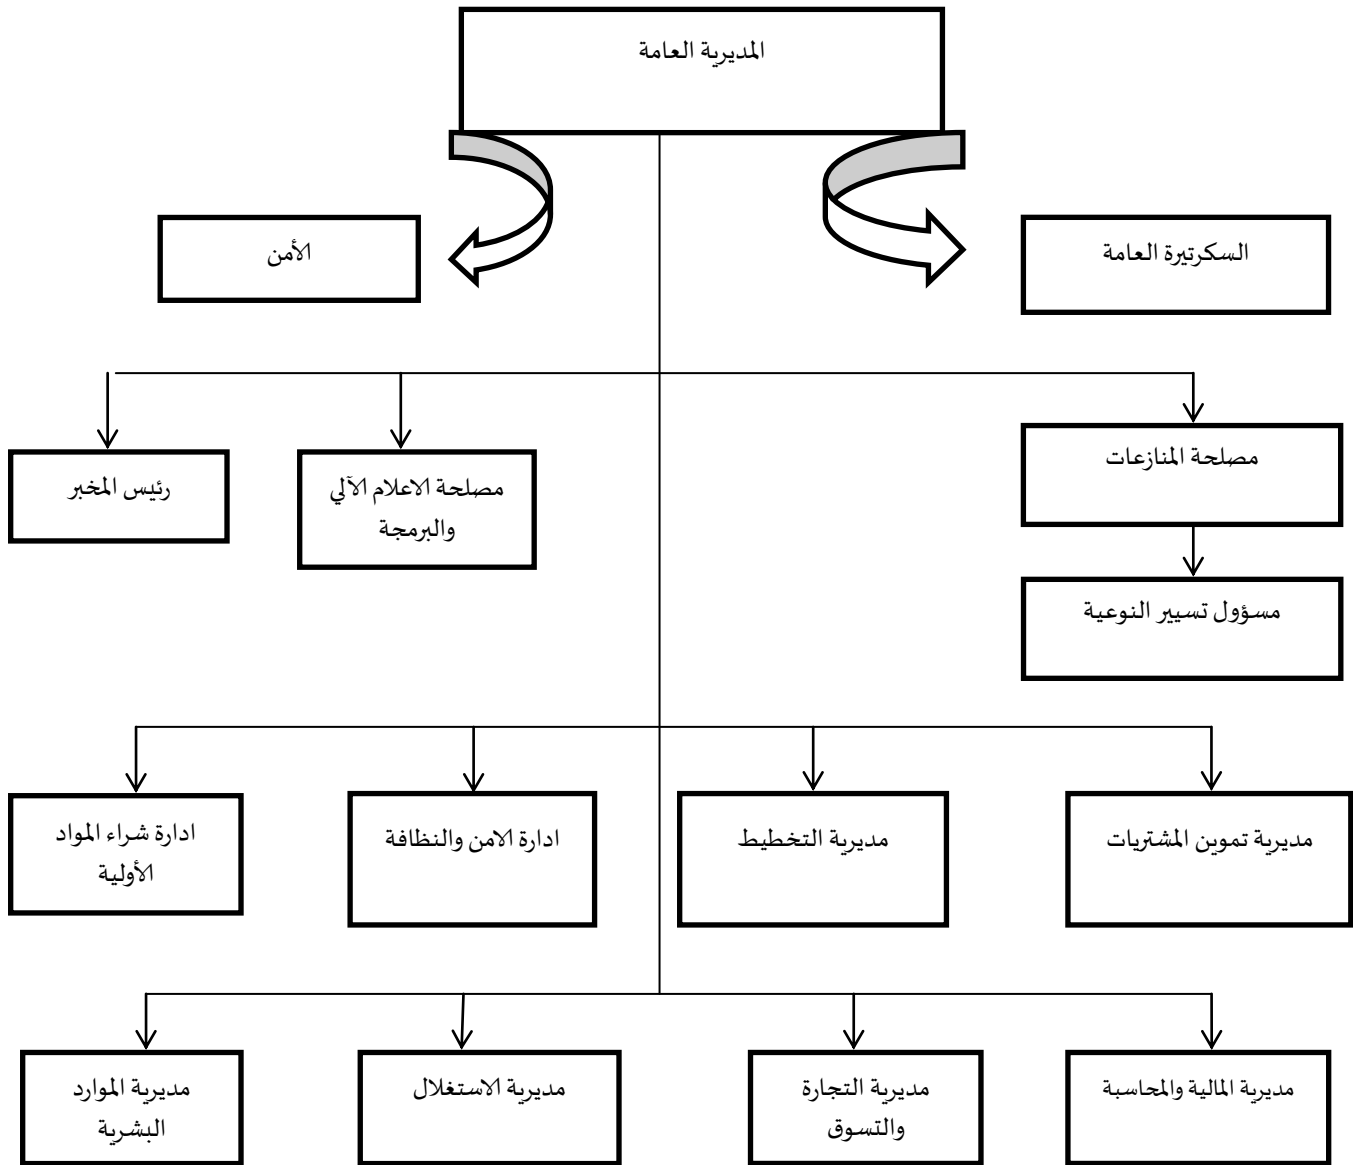 المديرية العامة
السكرتيرة العامة
الأمن
مصلحة المنازعات
مصلحة الاعلام الآلي
والبرمجة
رئيس المخبر
مسؤول تسيير النوعية
مديرية تموين المشتريات
مديرية التخطيط
ادارة الامن والنظافة
ادارة شراء المواد
الأولية
مديرية المالية والمحاسبة
مديرية التجارة
والتسوق
مديرية الاستغلال
مديرية الموارد
البشرية